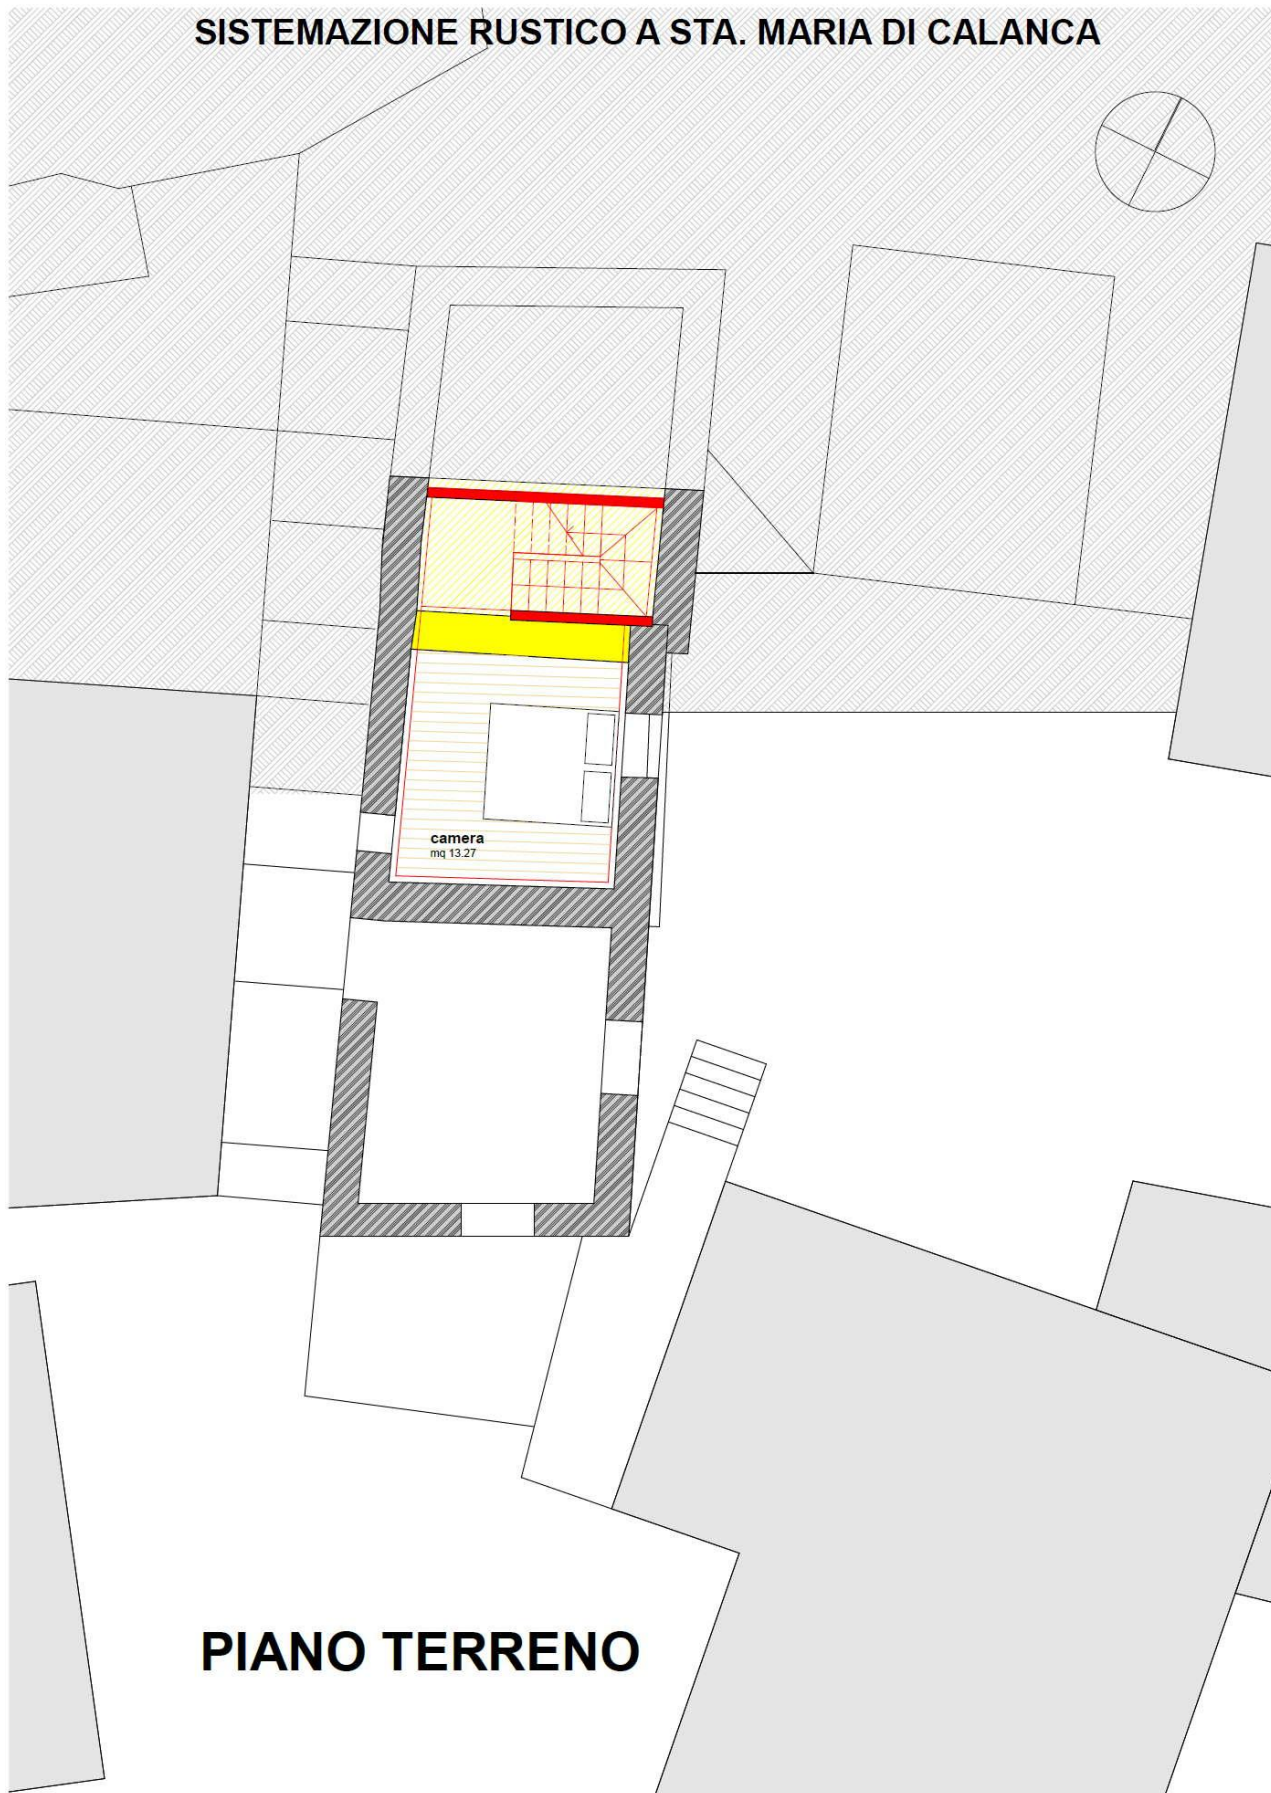 SISTEMAZIONE RUSTICO A STA. MARIA DI CALANCA
camera
mq 13.27
PIANO TERRENO